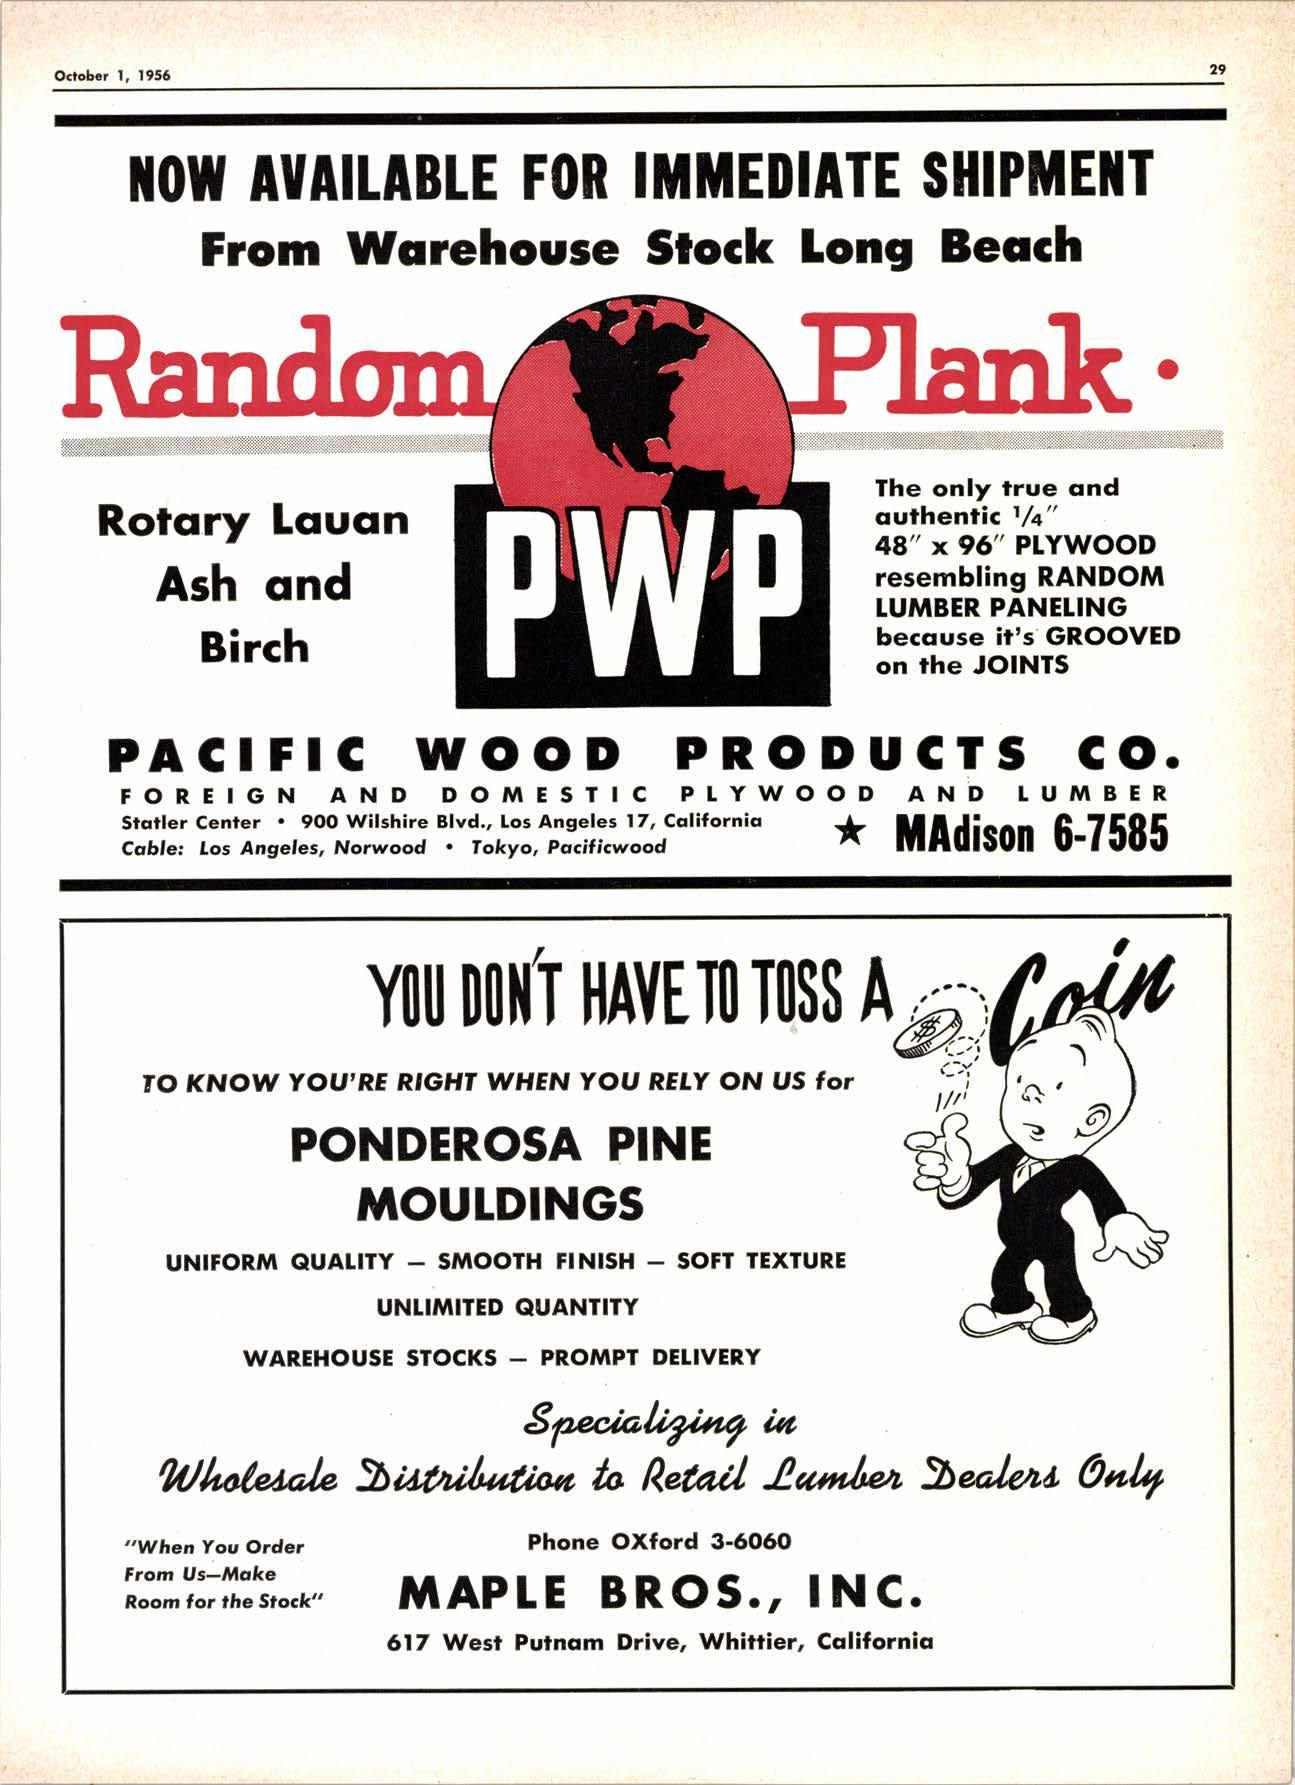 October 1, 1956 29
NOW AVAILABLE FOR IMMEDIATE SHIPMENT
From Warehouse Stock Long Beach
Random Plank •
Rotary Lauan
Ash and
Birch
PWP
The only true and
authentic 1/4"
48" x 96" PLYWOOD
resembling RANDOM
LUMBER PANELING
because it's GROOVED
on the JOINTS
PACIFIC WOOD PRODUCTS CO.
FOREIGN AND DOMESTIC PLYWOOD AND LUMBER
Statler Center • 900 Wilshire Blvd., Los Angeles 17, California
Cable: Los Angeles, Norwood • Tokyo, Pacificwood
★ MAdison 6-7585
YOU DON'T HAVE TO TOSS A Coin
$
TO KNOW YOU'RE RIGHT WHEN YOU RELY ON US for
PONDEROSA PINE
MOULDINGS
UNIFORM QUALITY — SMOOTH FINISH — SOFT TEXTURE
UNLIMITED QUANTITY
WAREHOUSE STOCKS — PROMPT DELIVERY
Specializing in
Wholesale Distribution to Retail Lumber Dealers Only
"When You Order
From Us—Make
Room for the Stock"
Phone OXford 3-6060
MAPLE BROS., INC.
617 West Putnam Drive, Whittier, California